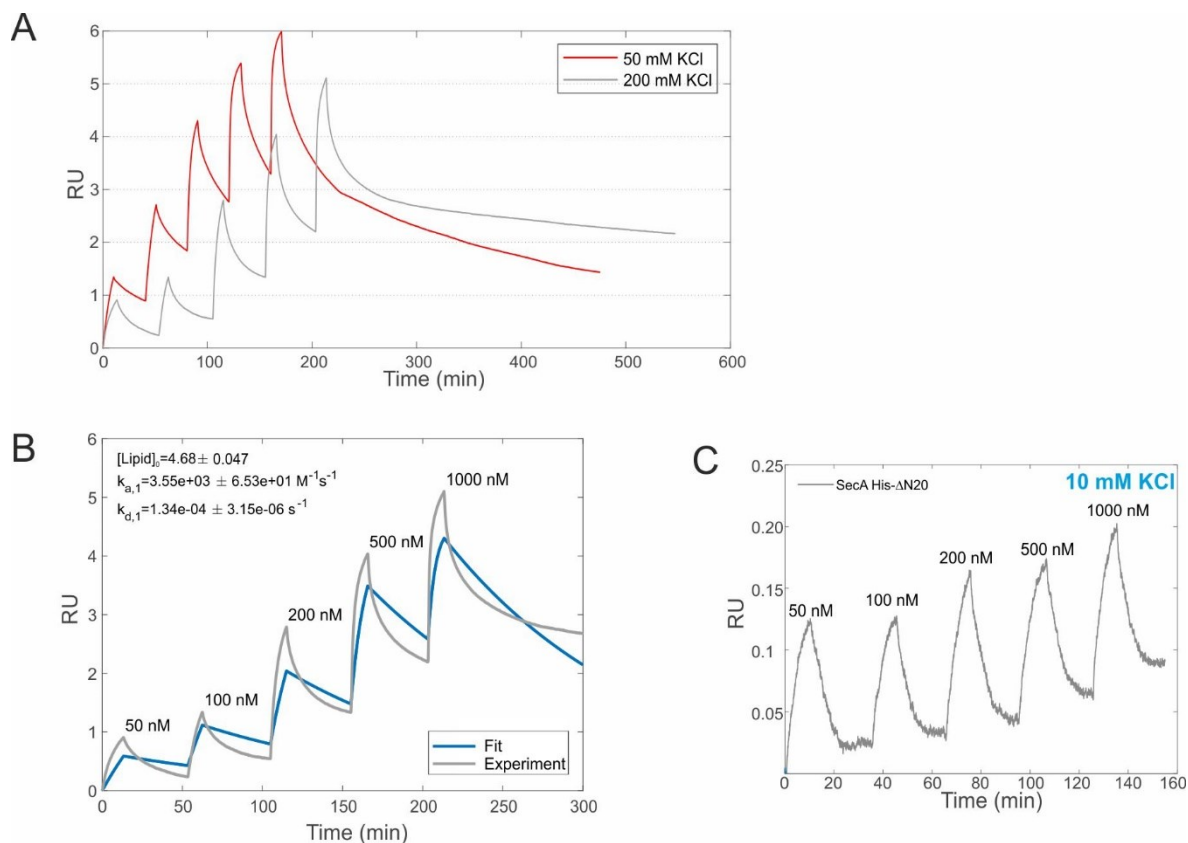 A
6
5
4
3
2
1
0
RU
50 mM KCl
200 mM KCl
0 100 200 300 400 500 600
Time (min)
B
6
5
4
3
2
1
0
RU
[Lipid]₀=4.68± 0.047
kₐ,₁=3.55e+03 ± 6.53e+01 M⁻¹s⁻¹
k_d,1=1.34e-04 ± 3.15e-06 s⁻¹
50 nM
100 nM
200 nM
500 nM
1000 nM
Fit
Experiment
0 50 100 150 200 250 300
Time (min)
C
0.25
0.20
0.15
0.1
0.05
0
RU
SecA His-ΔN20
10 mM KCl
50 nM
100 nM
200 nM
500 nM
1000 nM
0 20 40 60 80 100 120 140 160
Time (min)